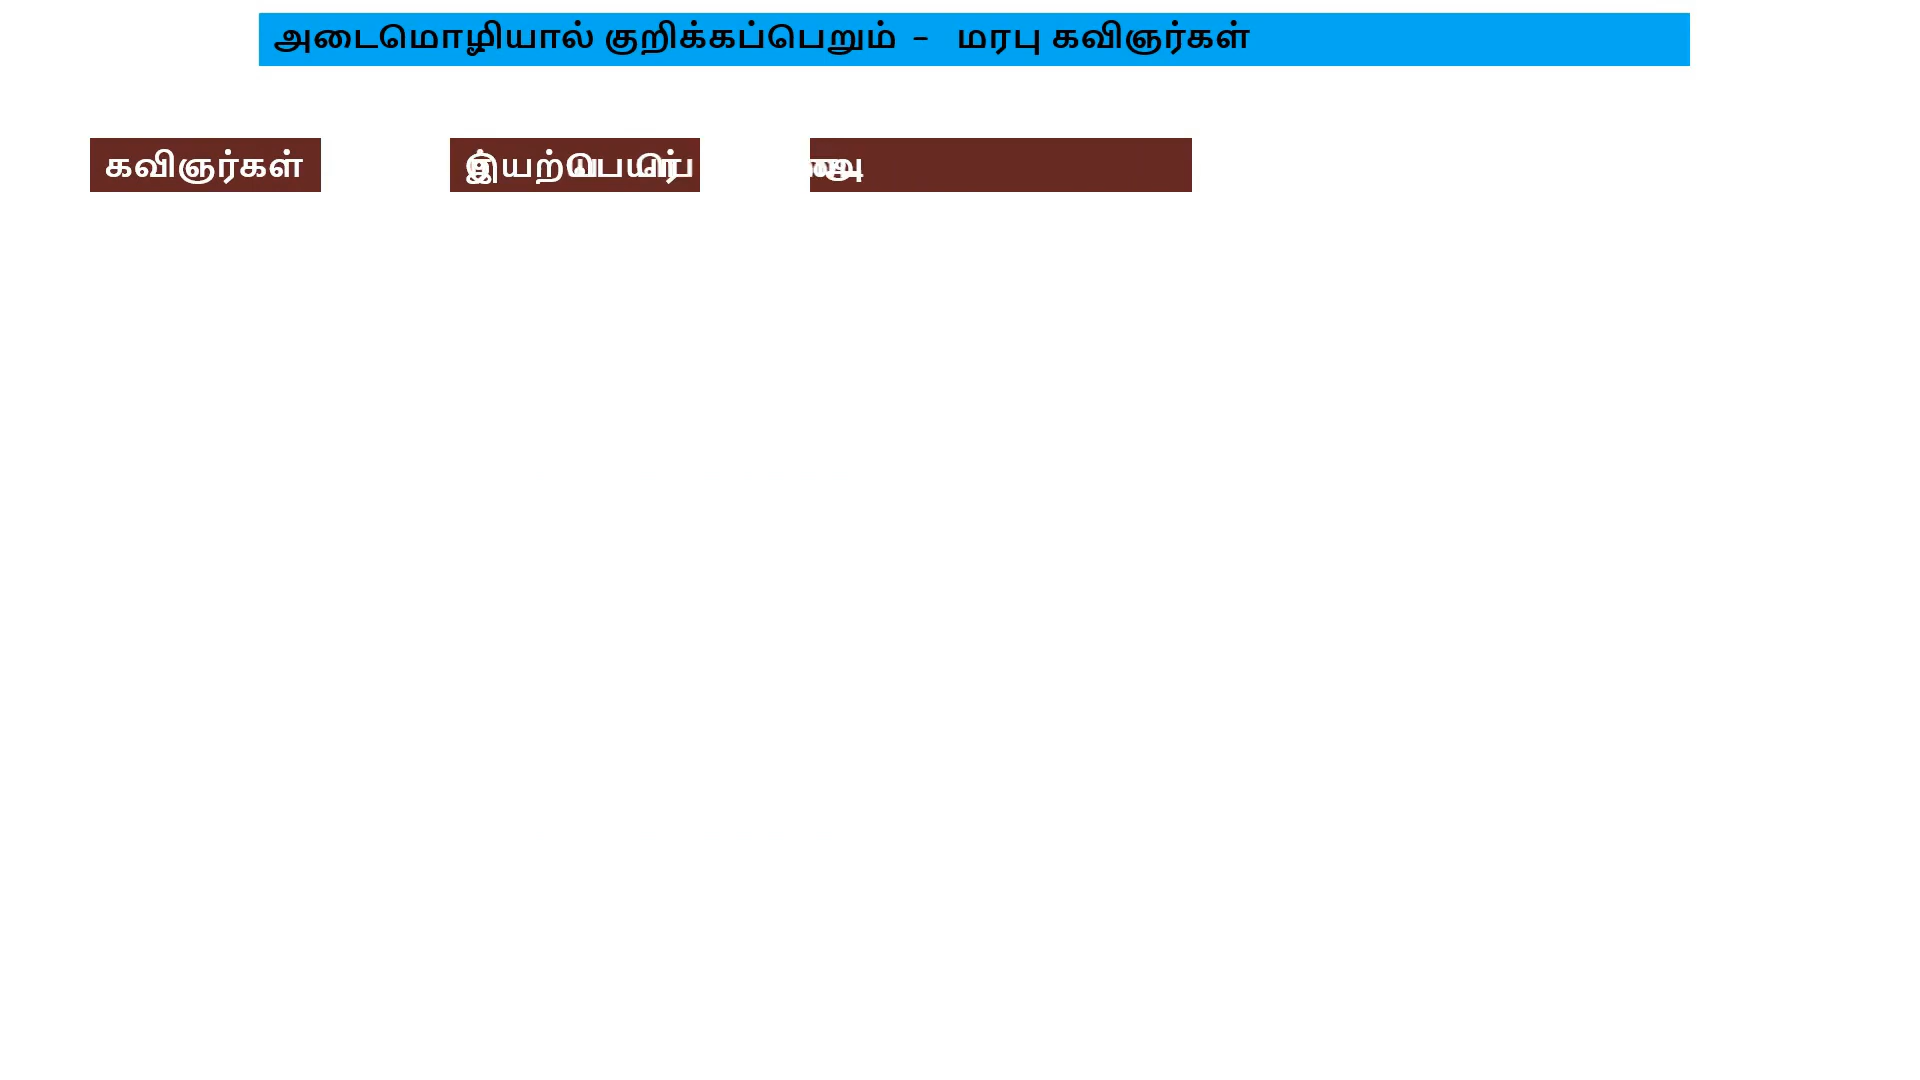 அடைமொழியால் குறிக்கப்பெறும் - மரபு கவிஞர்கள்
கவிஞர்கள்